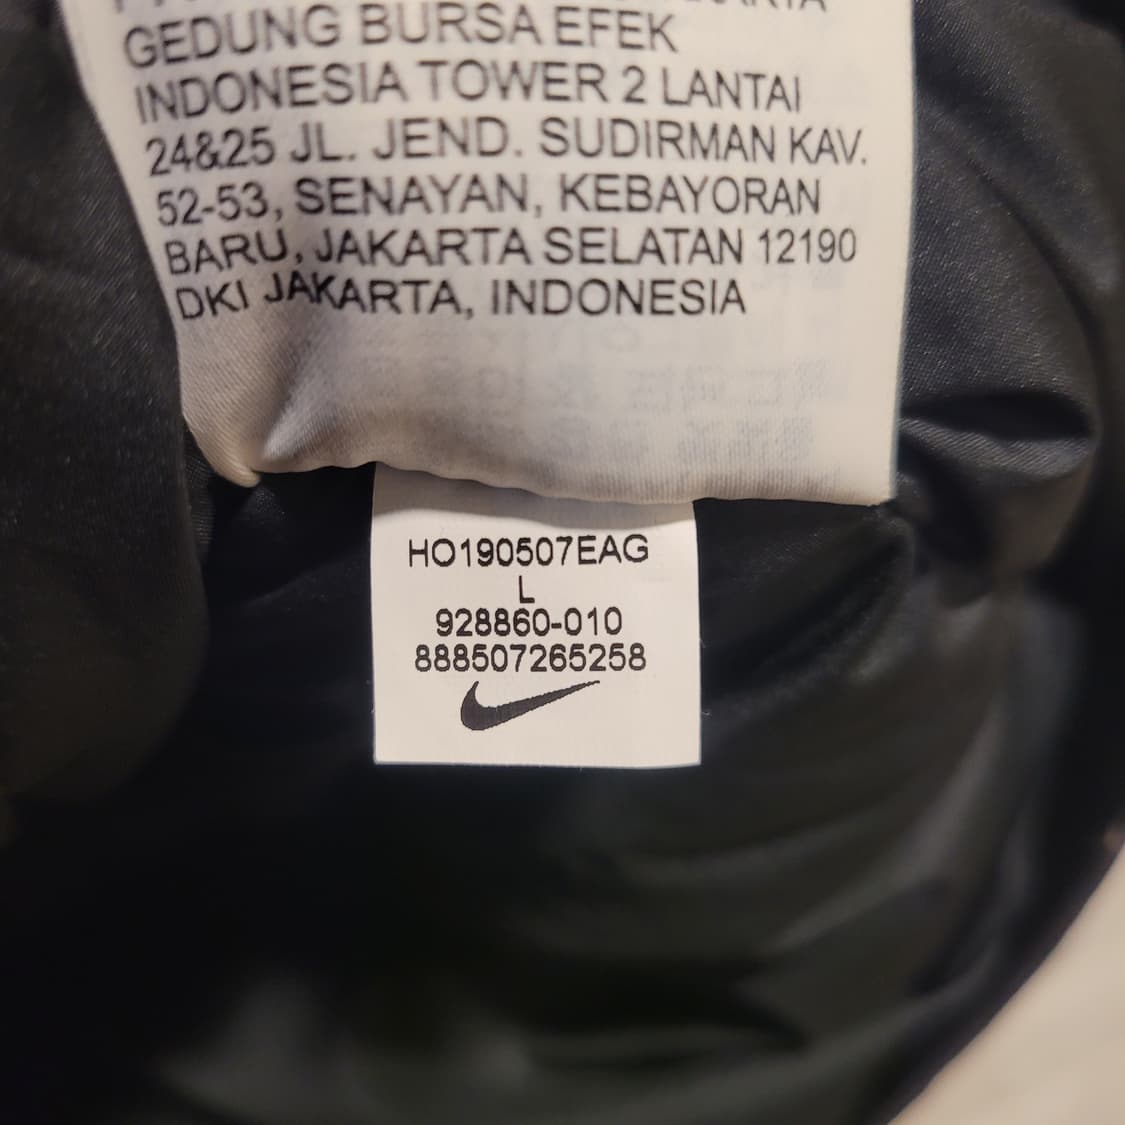 GEDUNG BURSA EFEK
INDONESIA TOWER 2 LANTAI
24&25 JL. JEND. SUDIRMAN KAV.
52-53, SENAYAN, KEBAYORAN
BARU, JAKARTA SELATAN 12190
DKI JAKARTA, INDONESIA
HO190507EAG
L
928860-010
888507265258